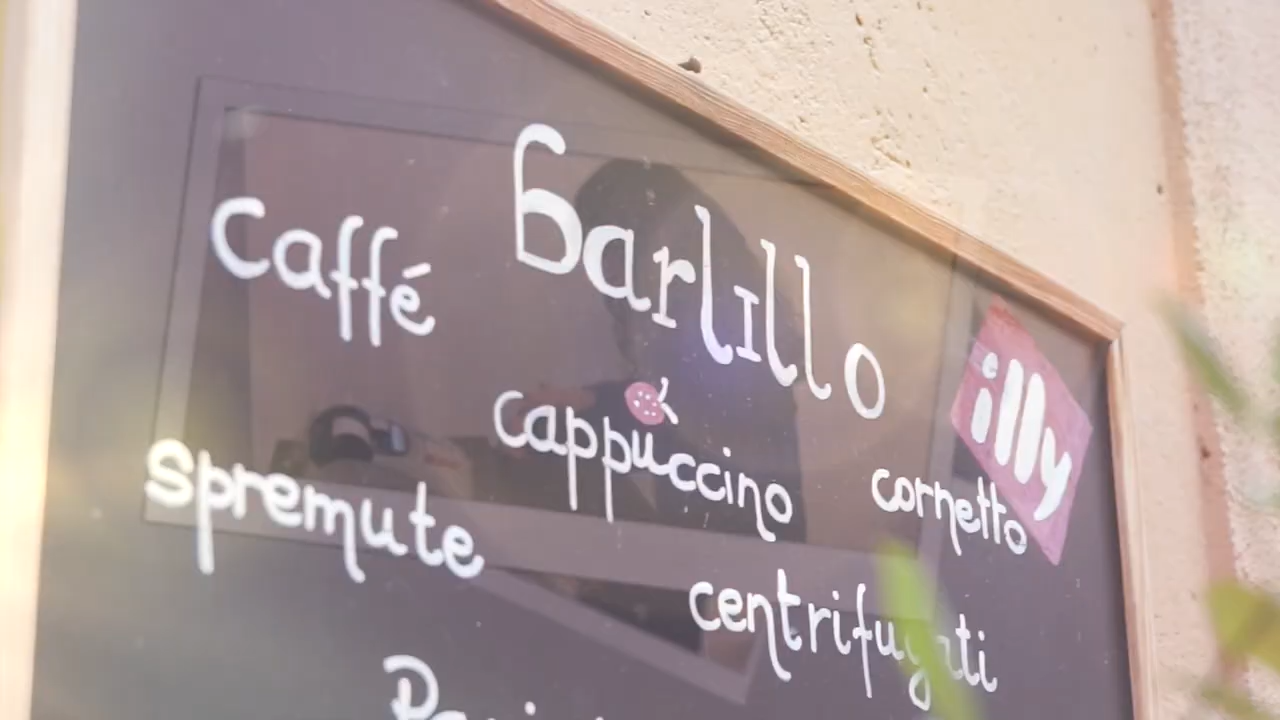 barlillo
Caffé
illy
cappuccino
cornetto
spremute
centrifugati